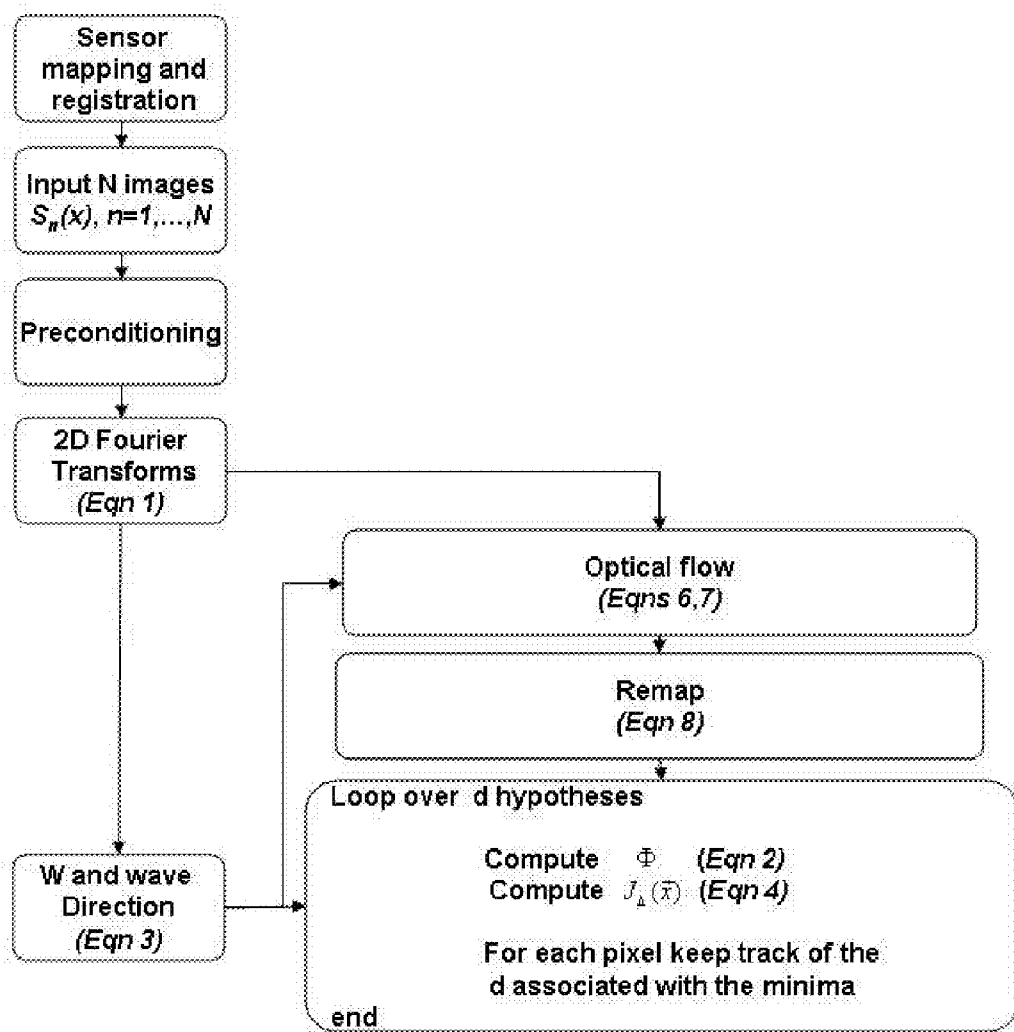 Sensor
mapping and
registration
Input N images
Sₙ(x), n=1,...,N
Preconditioning
2D Fourier
Transforms
(Eqn 1)
Optical flow
(Eqns 6,7)
Remap
(Eqn 8)
W and wave
Direction
(Eqn 3)
Loop over d hypotheses
Compute Φ (Eqn 2)
Compute J_Δ(x⃗) (Eqn 4)
For each pixel keep track of the
d associated with the minima
end